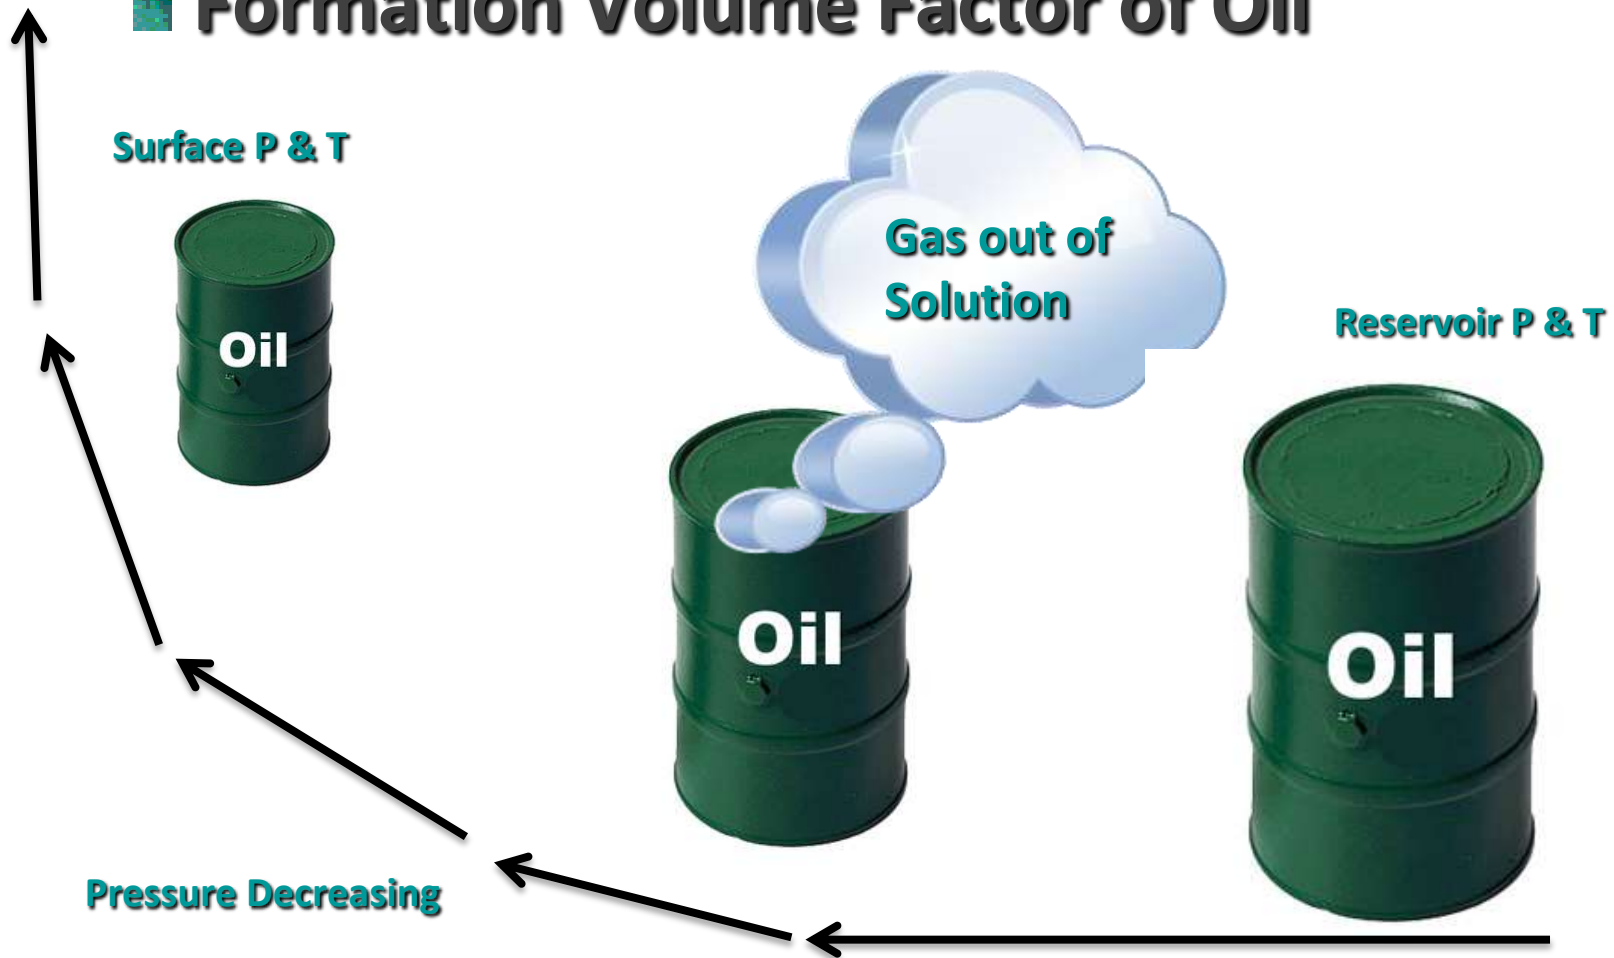 Formation Volume Factor of Oil
Surface P & T
Gas out of
Solution
Reservoir P & T
Oil
Oil
Oil
Pressure Decreasing